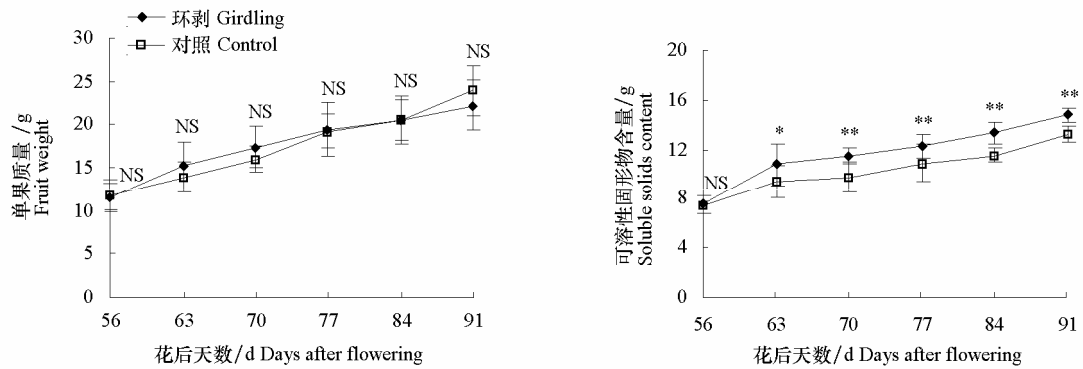 环剥 Girdling
对照 Control
单果质量 /g
Fruit weight
30
25
20
15
10
5
0
NS
NS
NS
NS
NS
NS
56
63
70
77
84
91
花后天数/d Days after flowering
可溶性固形物含量/g
Soluble solids content
20
16
12
8
4
0
NS
*
**
**
**
**
56
63
70
77
84
91
花后天数/d Days after flowering